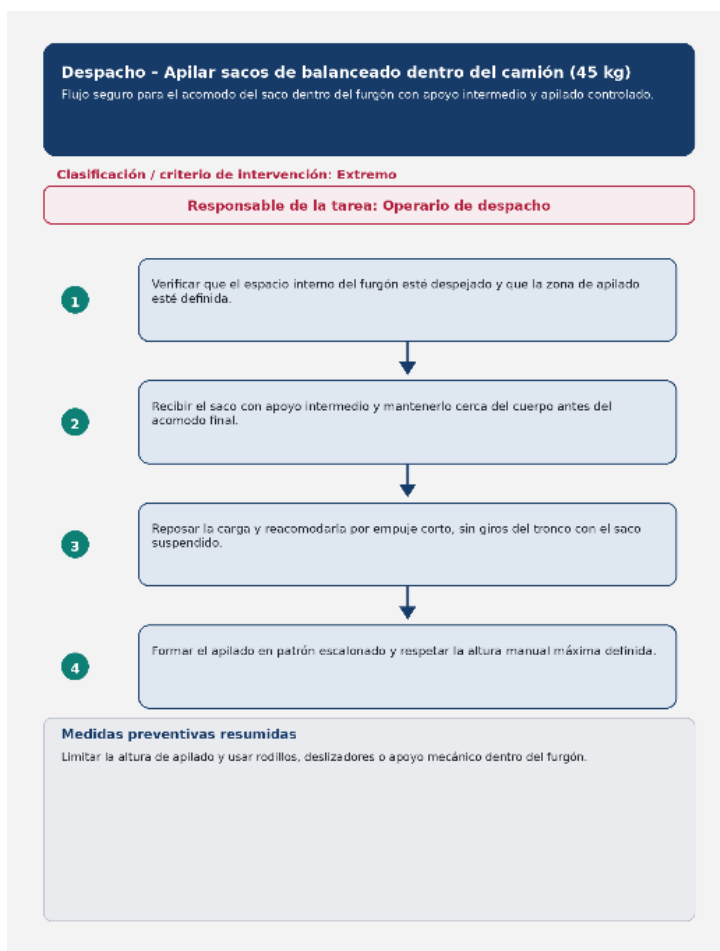 Despacho - Apilar sacos de balanceado dentro del camión (45 kg)
Flujo seguro para el acomodo del saco dentro del furgón con apoyo intermedio y apilado controlado.
Clasificación / criterio de intervención: Extremo
Responsable de la tarea: Operario de despacho
1
Verificar que el espacio interno del furgón esté despejado y que la zona de apilado
esté definida.
2
Recibir el saco con apoyo intermedio y mantenerlo cerca del cuerpo antes del
acomodo final.
3
Reposar la carga y reacomodarla por empuje corto, sin giros del tronco con el saco
suspendido.
4
Formar el apilado en patrón escalonado y respetar la altura manual máxima definida.
Medidas preventivas resumidas
Limitar la altura de apilado y usar rodillos, deslizadores o apoyo mecánico dentro del furgón.